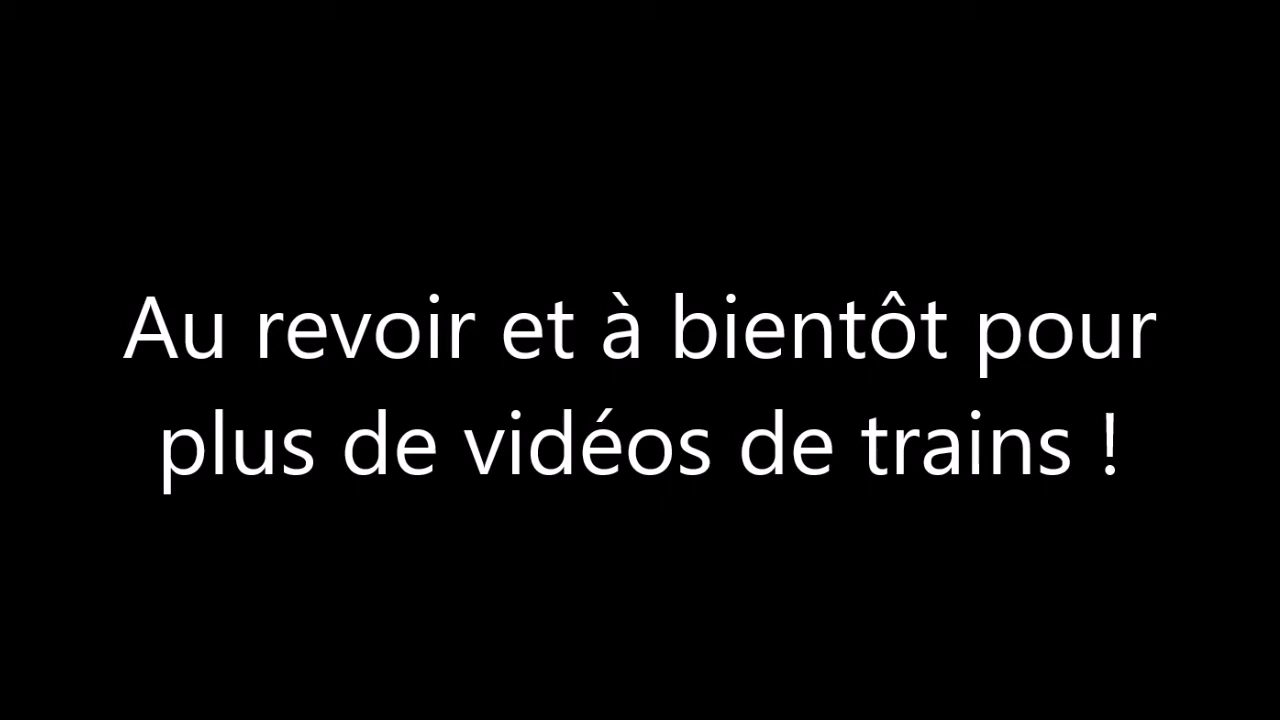 Au revoir et à bientôt pour
plus de vidéos de trains !